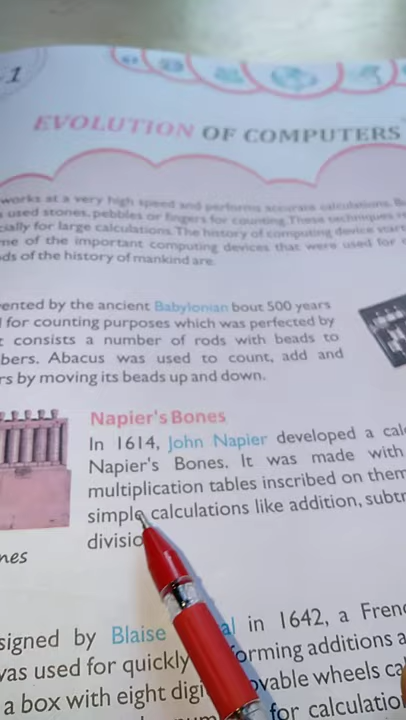 1
EVOLUTION OF COMPUTERS
works at a very high speed and performs accurate calculations.
used stones, pebbles or fingers for counting. These techniques
cially for large calculations. The history of computing device
me of the important computing devices that were used for
ds of the history of mankind are.
ented by the ancient Babylonian bout 500 years
for counting purposes which was perfected by
consists a number of rods with beads to
bers. Abacus was used to count, add and
rs by moving its beads up and down.
Napier's Bones
In 1614, John Napier developed a cal
Napier's Bones. It was made with
multiplication tables inscribed on them
simple calculations like addition, subtr
divisio
nes
signed by Blaise al in 1642, a Fren
was used for quickly orming additions a
a box with eight digi ovable wheels ca
for calculatio